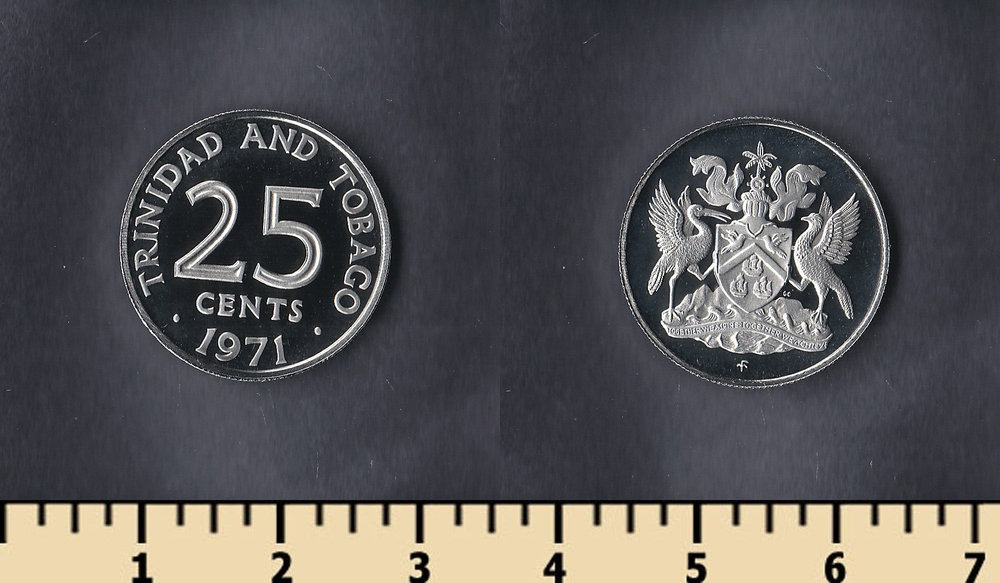 TRINIDAD AND TOBAGO
25
CENTS
1971
TOGETHER WE ASPIRE TOGETHER WE ACHIEVE
1 2 3 4 5 6 7